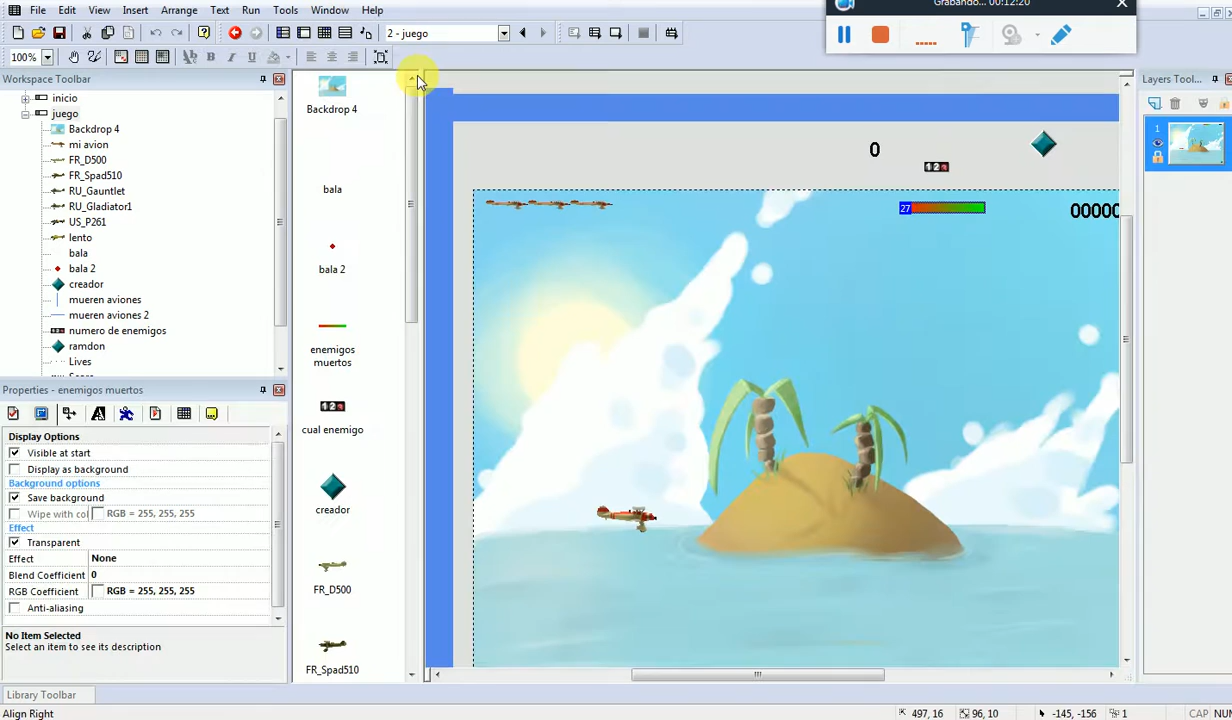 Grabando... 00:12:20
File Edit View Insert Arrange Text Run Tools Window Help
2 - juego
100% B I U
Workspace Toolbar
inicio
juego
Backdrop 4
mi avion
FR_D500
FR_Spad510
RU_Gauntlet
RU_Gladiator1
US_P261
lento
bala
bala 2
creador
mueren aviones
mueren aviones 2
numero de enemigos
ramdon
Lives
Properties - enemigos muertos
Display Options
Visible at start
Display as background
Background options
Save background
Wipe with col RGB = 255, 255, 255
Effect
Transparent
Effect None
Blend Coefficient 0
RGB Coefficient RGB = 255, 255, 255
Anti-aliasing
No Item Selected
Select an item to see its description
Library Toolbar
Align Right
Backdrop 4
bala
bala 2
enemigos
muertos
cual enemigo
creador
FR_D500
FR_Spad510
0
27
00000
Layers Tool...
1
497, 16 96, 10 -145, -156 1 CAP NUM